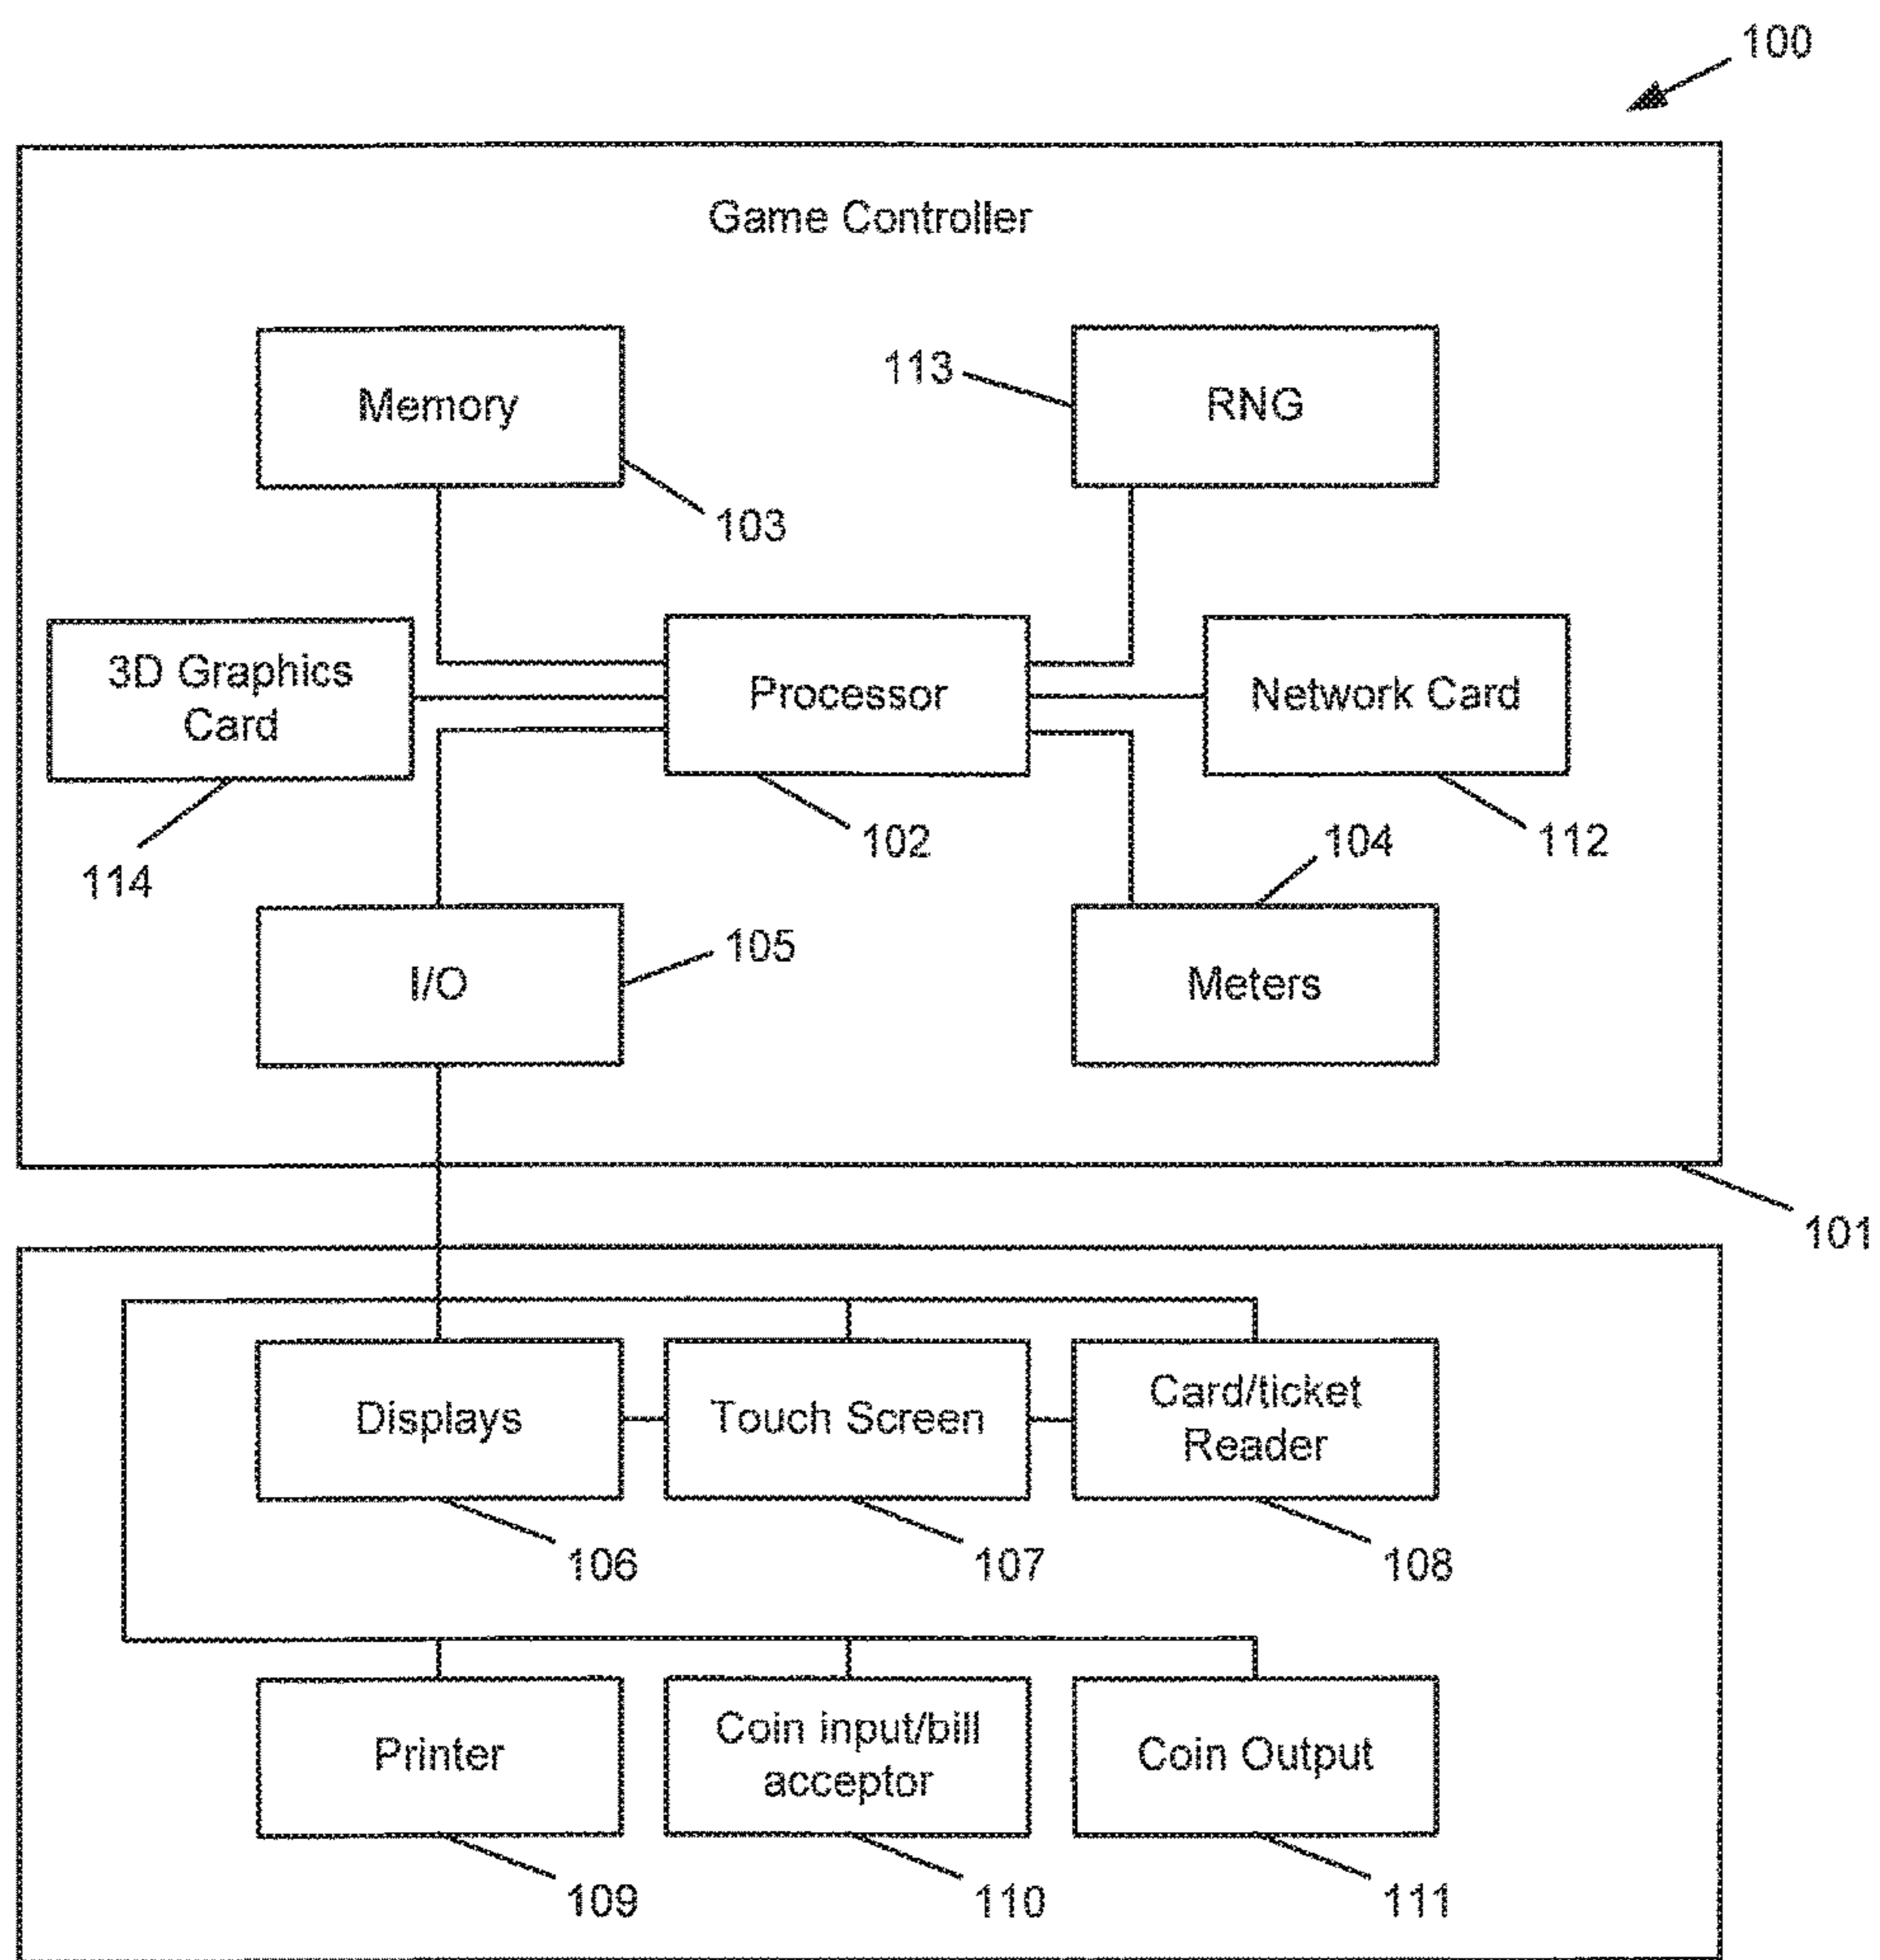 100
Game Controller
Memory
103
113
RNG
3D Graphics
Card
114
Processor
102
Network Card
112
I/O
105
104
Meters
101
Displays
106
Touch Screen
107
Card/ticket
Reader
108
Printer
109
Coin input/bill
acceptor
110
Coin Output
111